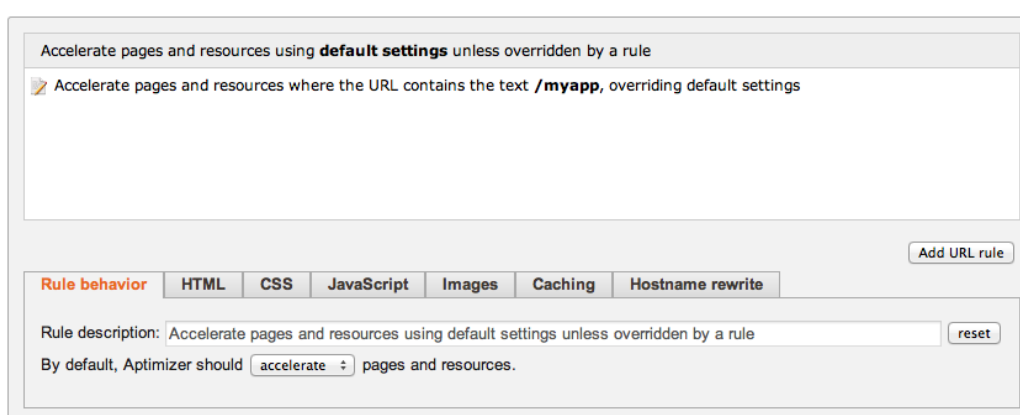 Accelerate pages and resources using default settings unless overridden by a rule
Accelerate pages and resources where the URL contains the text /myapp, overriding default settings
Add URL rule
Rule behavior HTML CSS JavaScript Images Caching Hostname rewrite
Rule description: Accelerate pages and resources using default settings unless overridden by a rule reset
By default, Aptimizer should accelerate pages and resources.